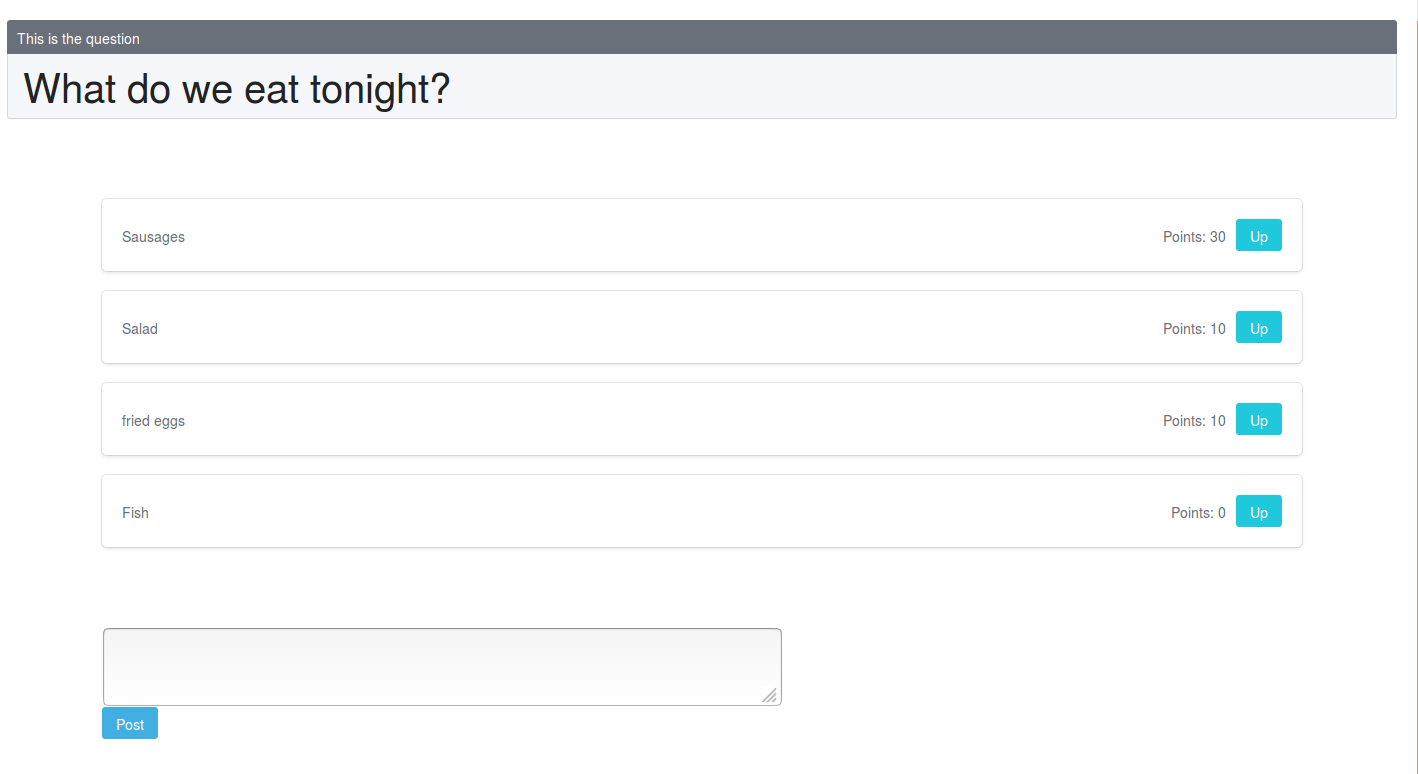 This is the question
What do we eat tonight?
Sausages Points: 30 Up
Salad Points: 10 Up
fried eggs Points: 10 Up
Fish Points: 0 Up
Post